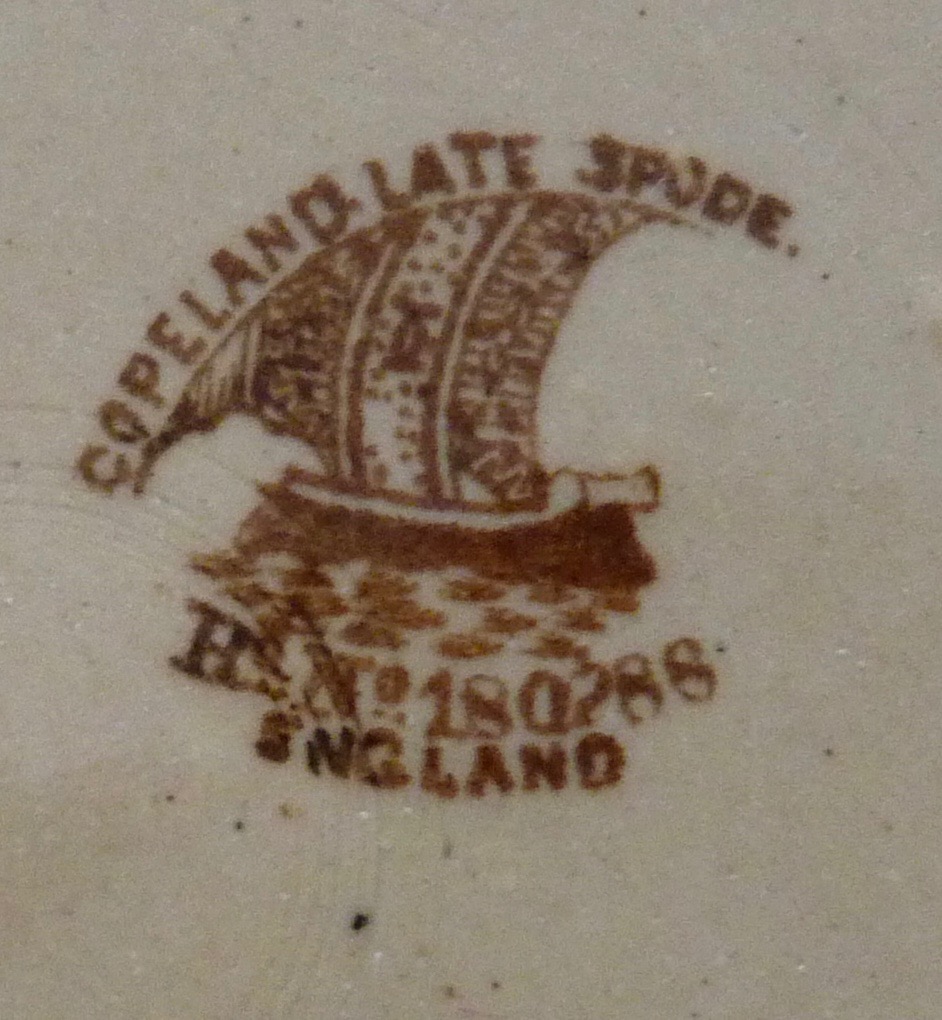 COPELAND. LATE SPODE.
Rd. No. 180288
ENGLAND